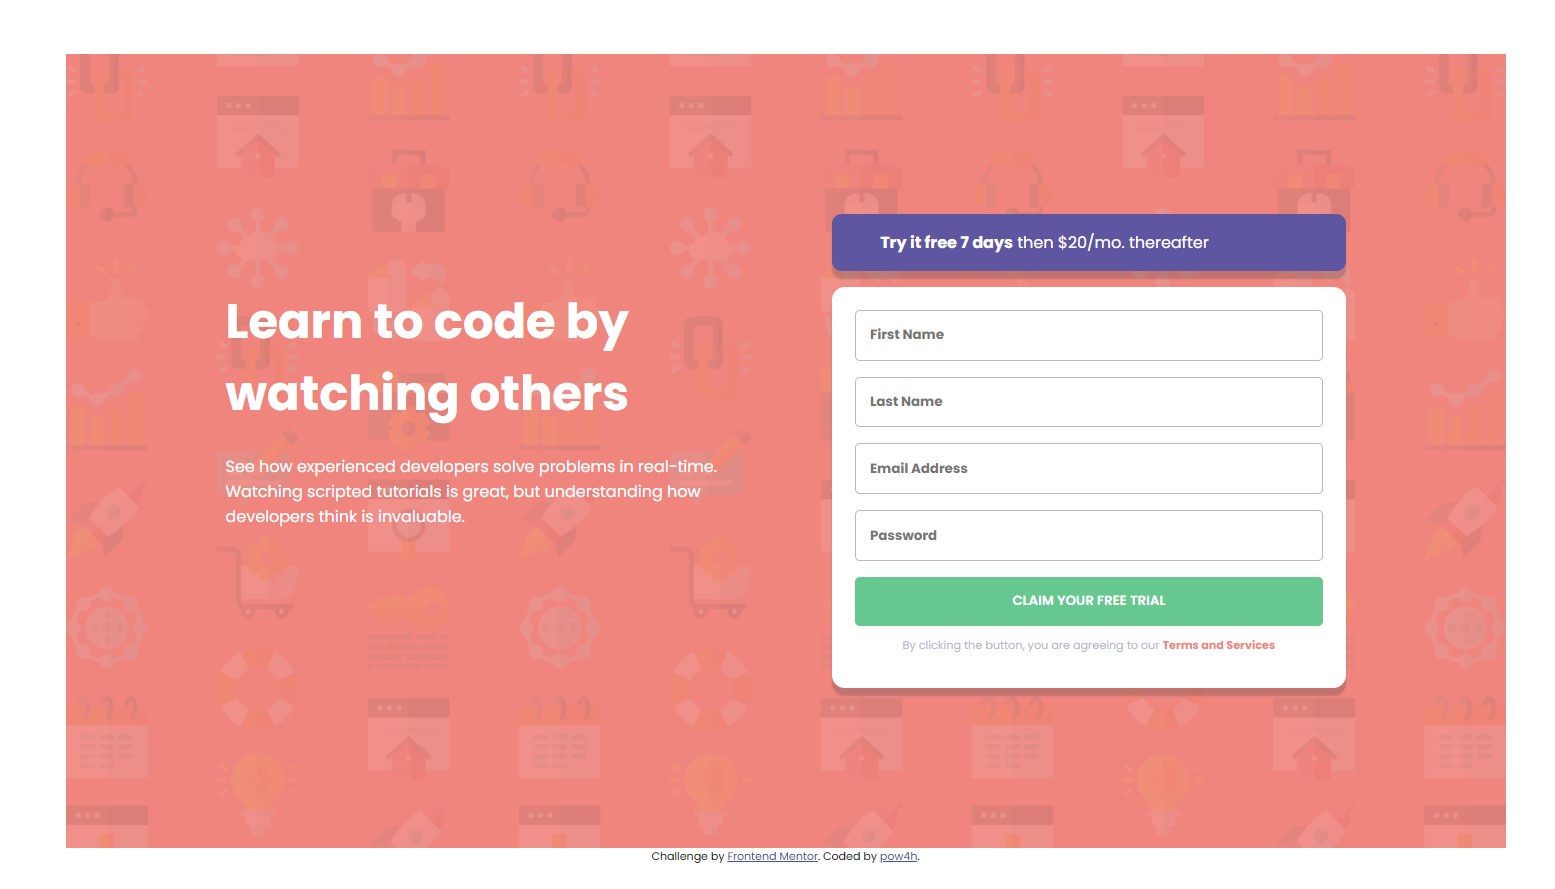 Learn to code by
watching others
See how experienced developers solve problems in real-time.
Watching scripted tutorials is great, but understanding how
developers think is invaluable.
Try it free 7 days then $20/mo. thereafter
First Name
Last Name
Email Address
Password
CLAIM YOUR FREE TRIAL
By clicking the button, you are agreeing to our Terms and Services
Challenge by Frontend Mentor. Coded by pow4h.